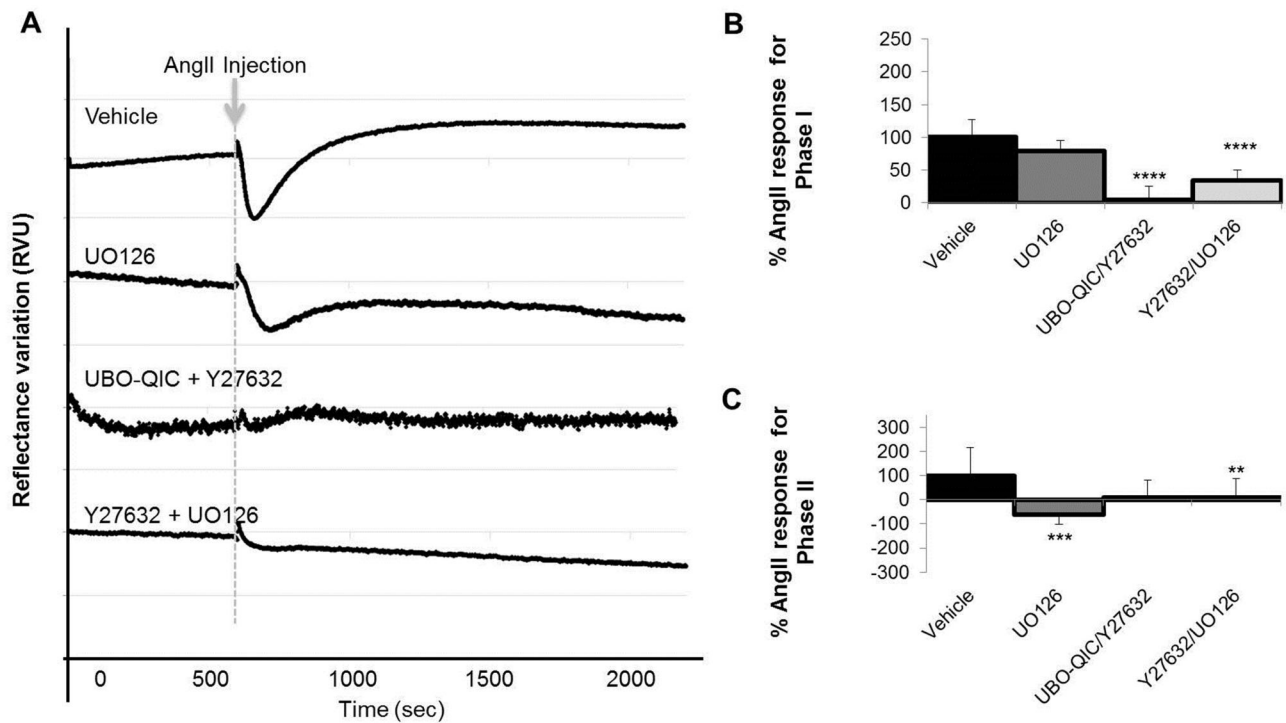 A
AngII Injection
Vehicle
UO126
UBO-QIC + Y27632
Y27632 + UO126
Reflectance variation (RVU)
0 500 1000 1500 2000
Time (sec)
B
% AngII response for
Phase I
250
200
150
100
50
0
****
****
Vehicle
UO126
UBO-QIC/Y27632
Y27632/UO126
C
% AngII response for
Phase II
300
200
100
0
-100
-200
-300
***
**
Vehicle
UO126
UBO-QIC/Y27632
Y27632/UO126